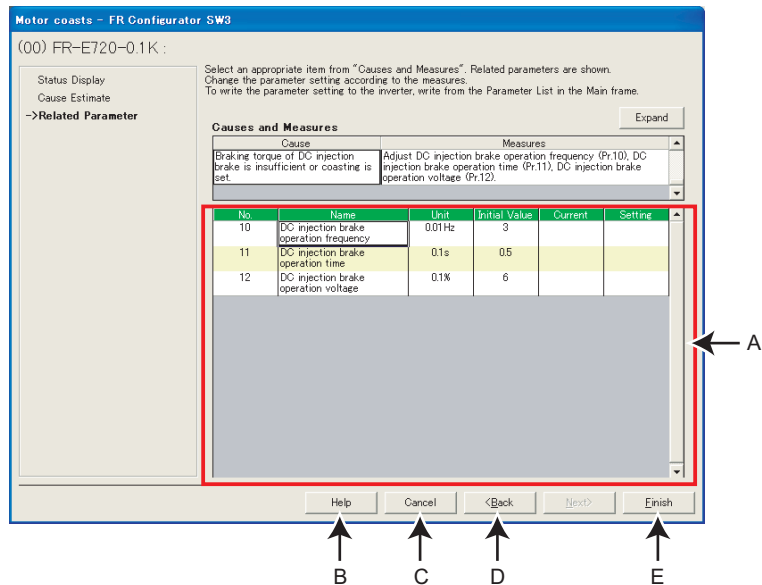 Motor coasts - FR Configurator SW3
(00) FR-E720-0.1K :
Status Display
Cause Estimate
->Related Parameter
Select an appropriate item from "Causes and Measures". Related parameters are shown.
Change the parameter setting according to the measures.
To write the parameter setting to the inverter, write from the Parameter List in the Main frame.
Expand
Causes and Measures
Cause Measures
Braking torque of DC injection
brake is insufficient or coasting is
set.
Adjust DC injection brake operation frequency (Pr.10), DC
injection brake operation time (Pr.11), DC injection brake
operation voltage (Pr.12).
No. Name Unit Initial Value Current Setting
10 DC injection brake 0.01Hz 3
operation frequency
11 DC injection brake 0.1s 0.5
operation time
12 DC injection brake 0.1% 6
operation voltage
A
Help Cancel <Back Next> Finish
B C D E